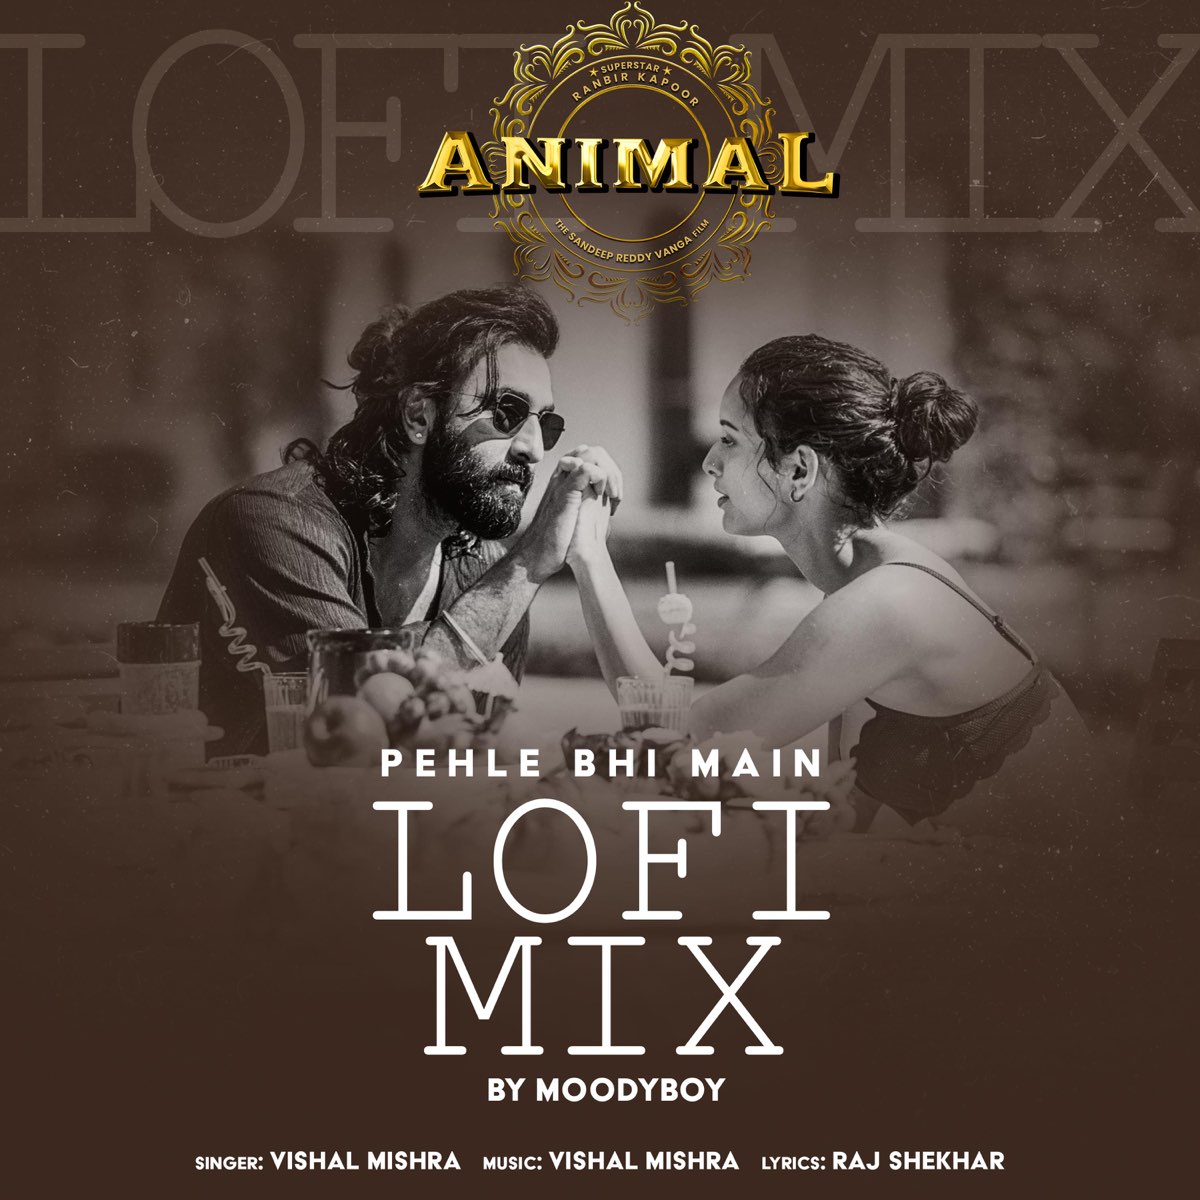 LOFI MIX
★ SUPERSTAR ★
RANBIR KAPOOR
ANIMAL
THE SANDEEP REDDY VANGA FILM
PEHLE BHI MAIN
LOFI
MIX
BY MOODYBOY
SINGER: VISHAL MISHRA MUSIC: VISHAL MISHRA LYRICS: RAJ SHEKHAR